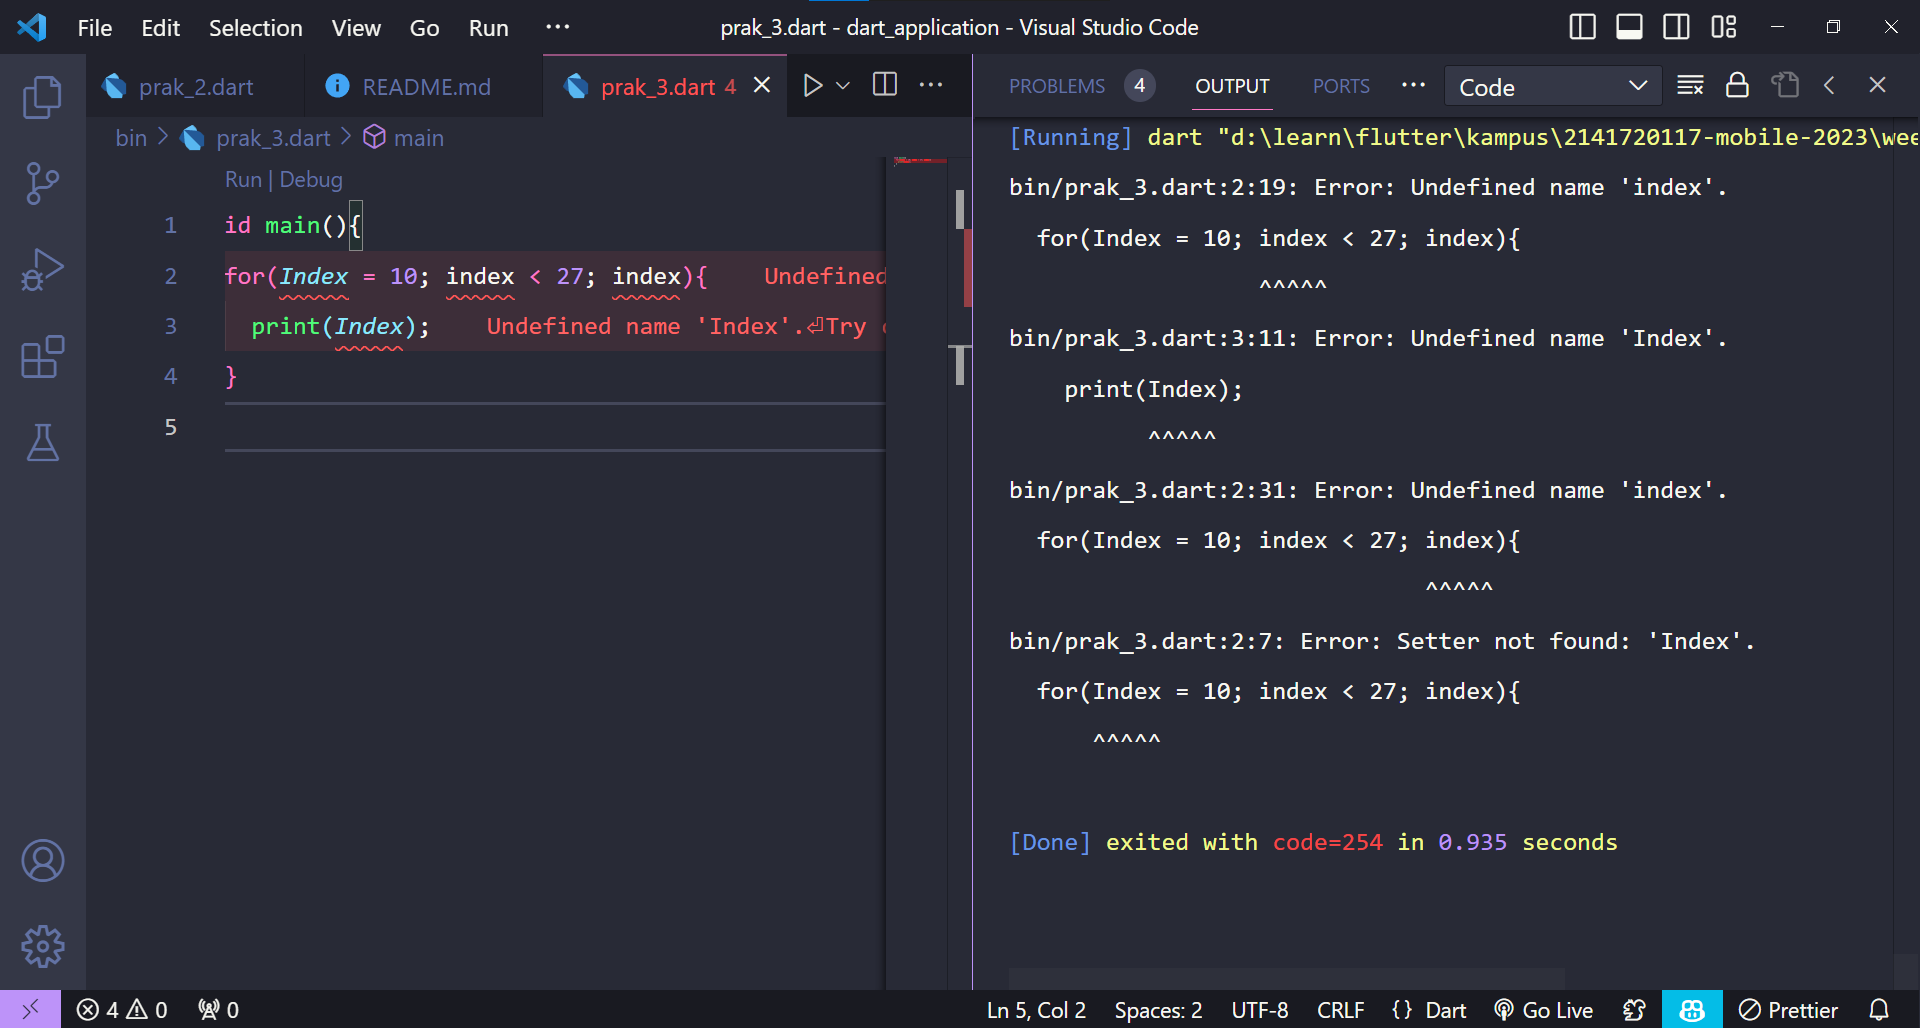 File Edit Selection View Go Run ··· prak_3.dart - dart_application - Visual Studio Code
prak_2.dart README.md prak_3.dart 4
bin > prak_3.dart > main
Run | Debug
1 id main(){
2 for(Index = 10; index < 27; index){ Undefined
3 print(Index); Undefined name 'Index'.⏎Try
4 }
5
PROBLEMS 4 OUTPUT PORTS ··· Code
[Running] dart "d:\learn\flutter\kampus\2141720117-mobile-2023\wee
bin/prak_3.dart:2:19: Error: Undefined name 'index'.
for(Index = 10; index < 27; index){
^^^^^
bin/prak_3.dart:3:11: Error: Undefined name 'Index'.
print(Index);
^^^^^
bin/prak_3.dart:2:31: Error: Undefined name 'index'.
for(Index = 10; index < 27; index){
^^^^^
bin/prak_3.dart:2:7: Error: Setter not found: 'Index'.
for(Index = 10; index < 27; index){
^^^^^
[Done] exited with code=254 in 0.935 seconds
4 0 0 Ln 5, Col 2 Spaces: 2 UTF-8 CRLF {} Dart Go Live Prettier